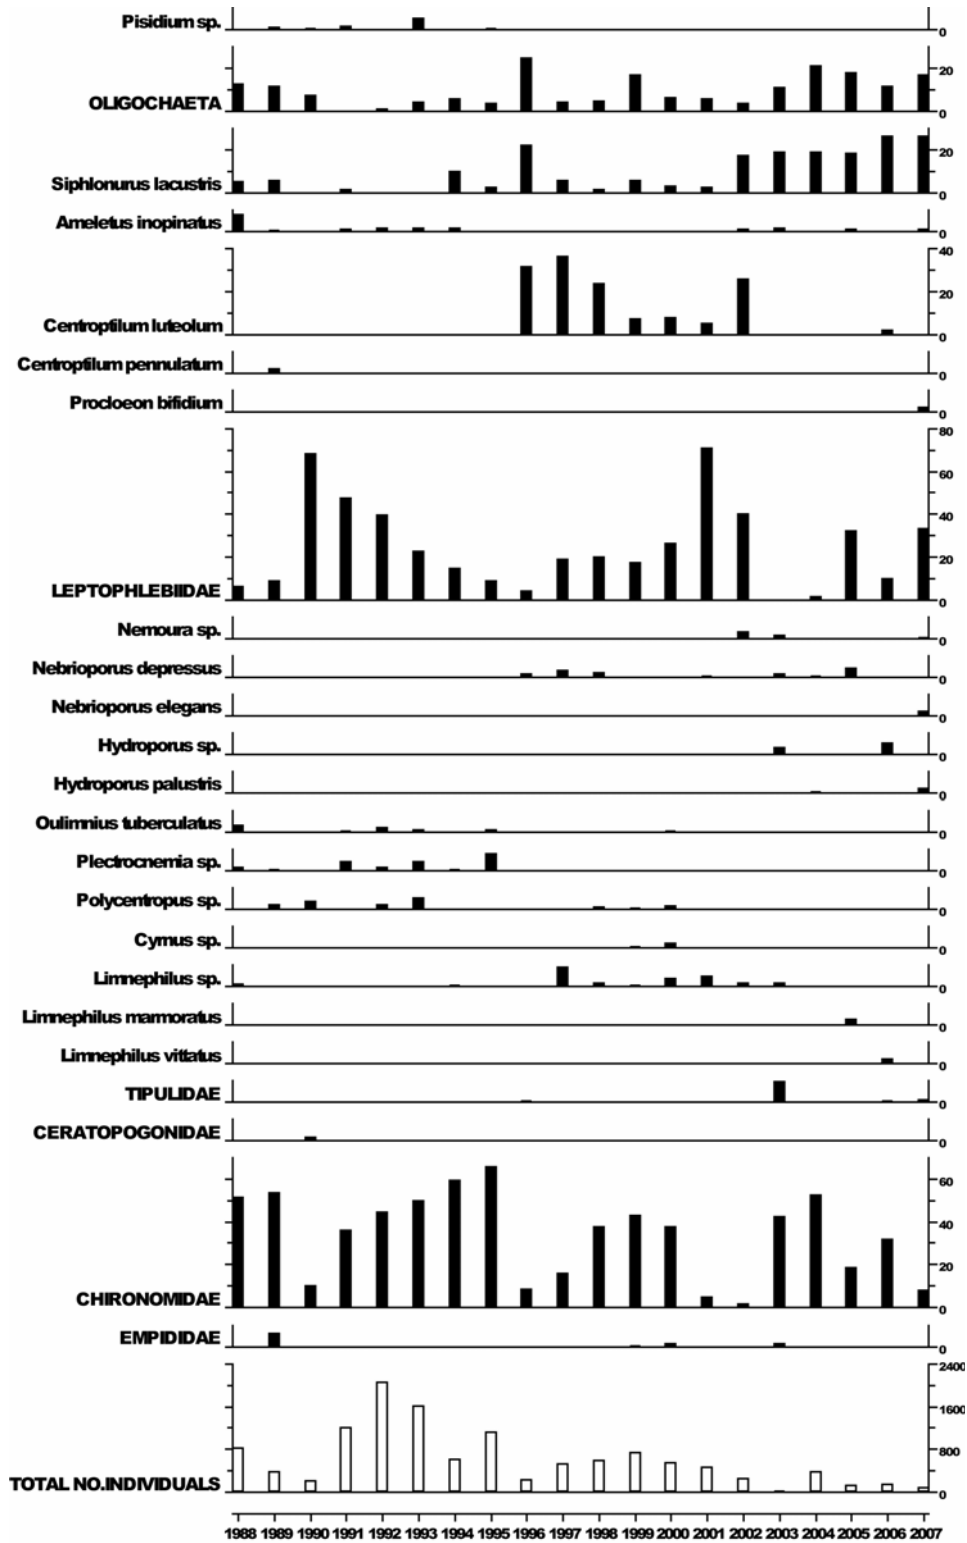 Pisidium sp.
0
20
OLIGOCHAETA
0
20
Siphlonurus lacustris
0
Ameletus inopinatus
0
40
20
Centroptilum luteolum
0
Centroptilum pennulatum
0
Procloeon bifidium
0
80
60
40
20
LEPTOPHLEBIIDAE
0
Nemoura sp.
0
Nebrioporus depressus
0
Nebrioporus elegans
0
Hydroporus sp.
0
Hydroporus palustris
0
Oulimnius tuberculatus
0
Plectrocnemia sp.
0
Polycentropus sp.
0
Cyrnus sp.
0
Limnephilus sp.
0
Limnephilus marmoratus
0
Limnephilus vittatus
0
TIPULIDAE
0
CERATOPOGONIDAE
0
60
40
20
CHIRONOMIDAE
0
EMPIDIDAE
0
2400
1600
800
TOTAL NO.INDIVIDUALS
0
1988 1989 1990 1991 1992 1993 1994 1995 1996 1997 1998 1999 2000 2001 2002 2003 2004 2005 2006 2007